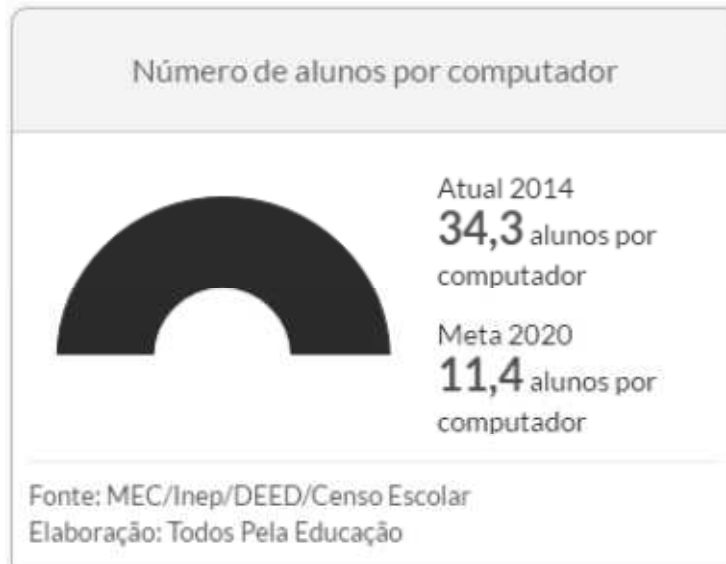 Número de alunos por computador
Atual 2014
34,3 alunos por
computador
Meta 2020
11,4 alunos por
computador
Fonte: MEC/Inep/DEED/Censo Escolar
Elaboração: Todos Pela Educação